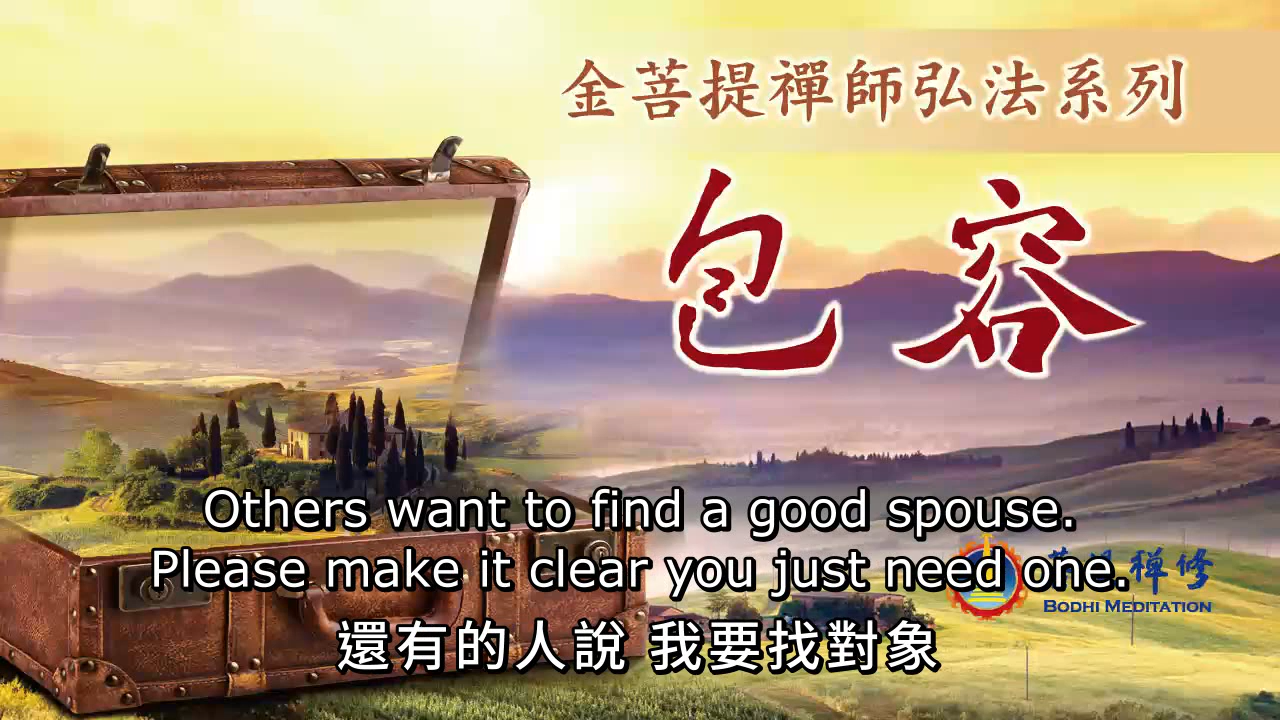 金菩提禪師弘法系列
包容
Others want to find a good spouse.
Please make it clear you just need one.
菩提禪修
BODHI MEDITATION
還有的人說 我要找對象